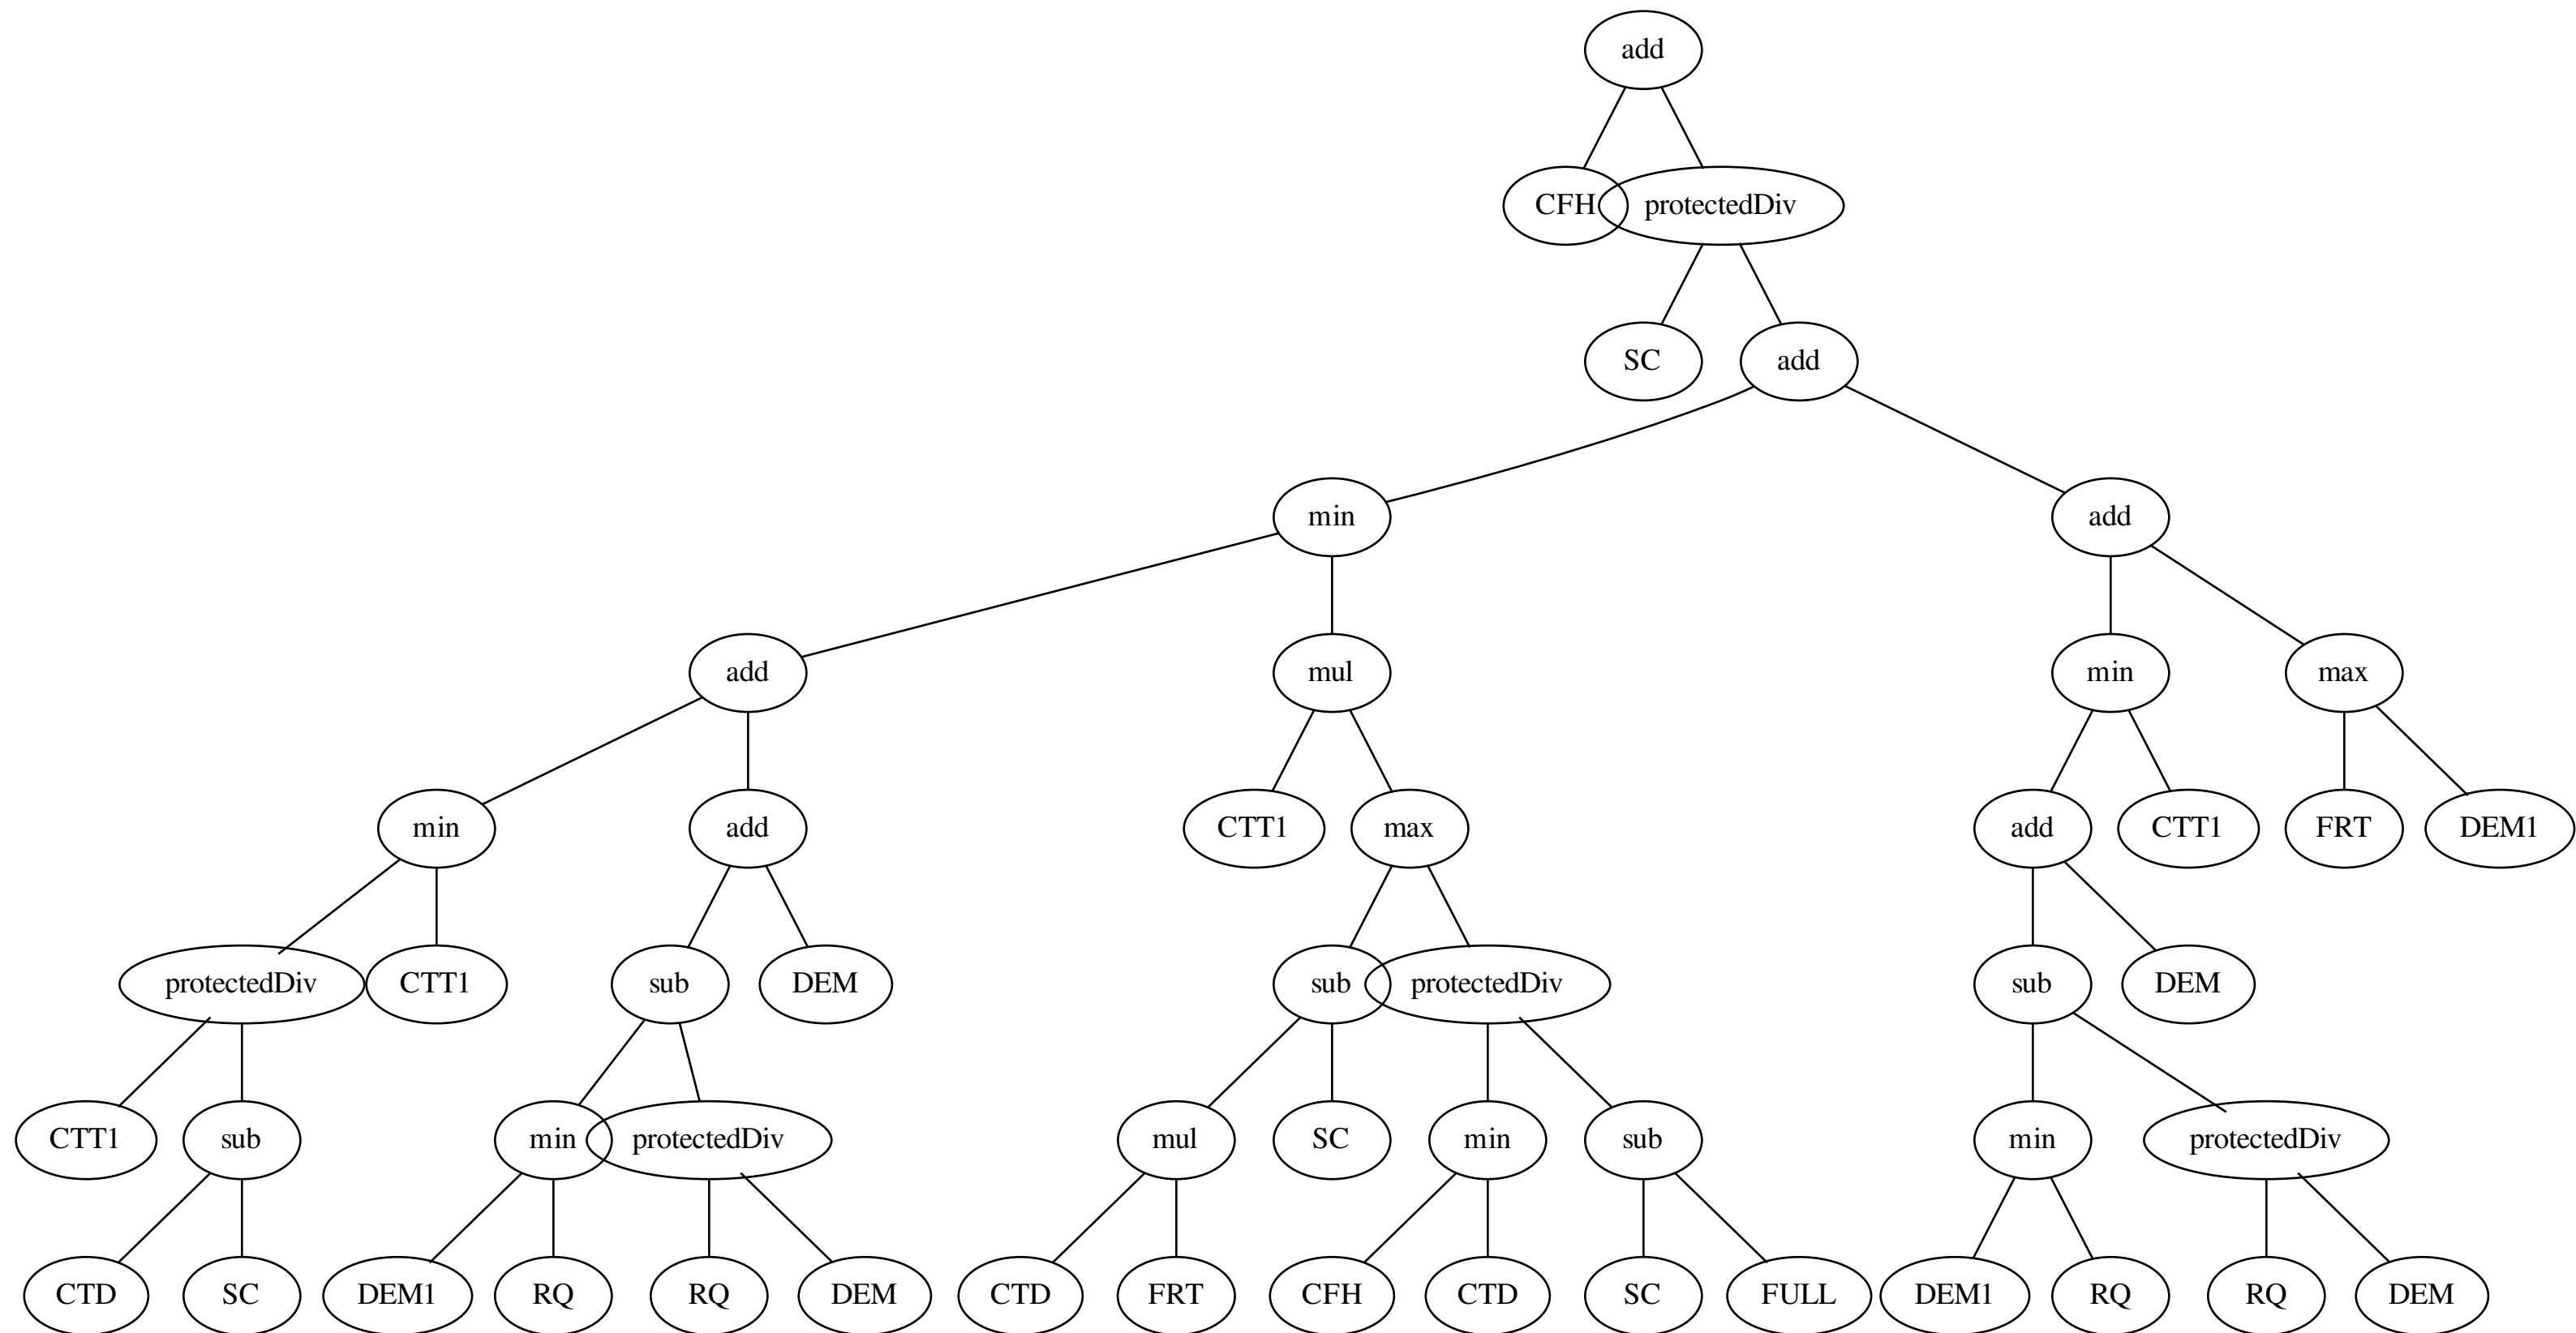 add
CFH protectedDiv
SC add
min add
add mul min max
min add CTT1 max add CTT1 FRT DEM1
protectedDiv CTT1 sub DEM sub protectedDiv sub DEM
CTT1 sub min protectedDiv mul SC min sub min protectedDiv
CTD SC DEM1 RQ RQ DEM CTD FRT CFH CTD SC FULL DEM1 RQ RQ DEM